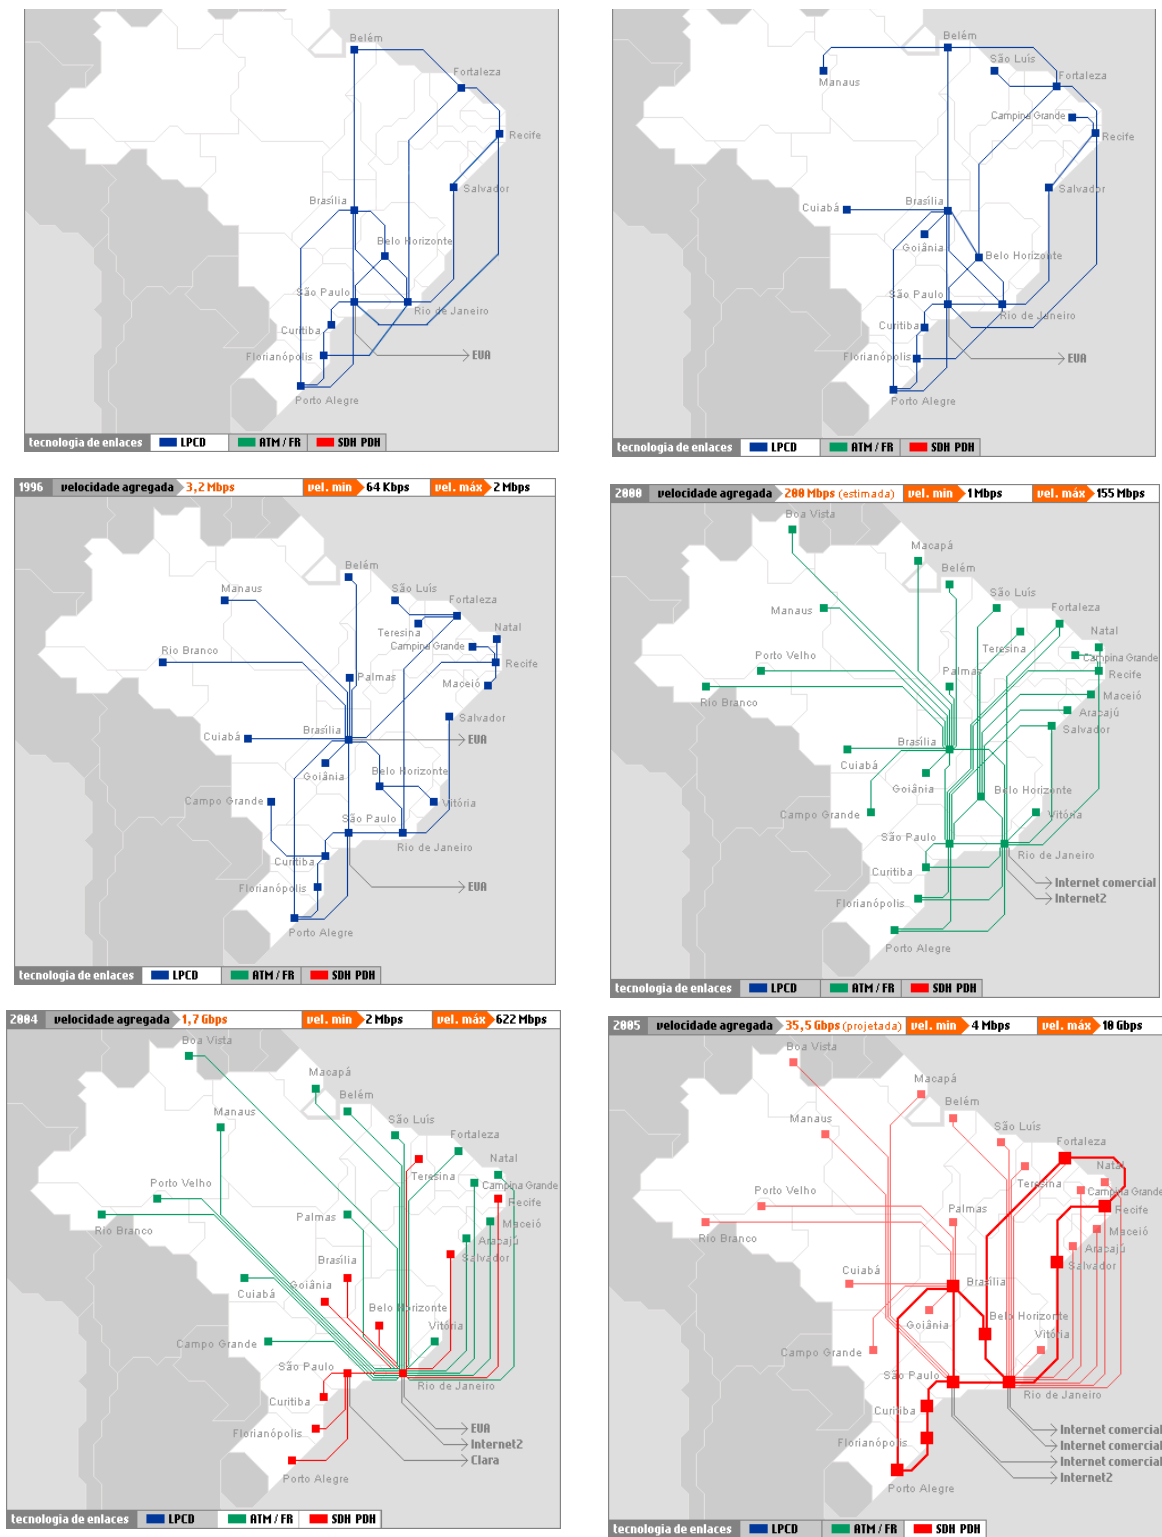 Belém
Fortaleza
Recife
Salvador
Brasília
Belo Horizonte
São Paulo
Rio de Janeiro
Curitiba
Florianópolis
EUA
Porto Alegre
tecnologia de enlaces LPCD ATM / FR SDH PDH
Belém
São Luís
Manaus
Fortaleza
Campina Grande
Recife
Salvador
Cuiabá
Brasília
Goiânia
Belo Horizonte
São Paulo
Rio de Janeiro
Curitiba
Florianópolis
EUA
Porto Alegre
tecnologia de enlaces LPCD ATM / FR SDH PDH
1996 velocidade agregada 3,2 Mbps vel. min 64 Kbps vel. máx 2 Mbps
Belém
Manaus
São Luís
Fortaleza
Teresina
Natal
Campina Grande
Rio Branco
Recife
Palmas
Maceió
Salvador
Cuiabá
Brasília
EUA
Goiânia
Belo Horizonte
Campo Grande
Vitória
São Paulo
Rio de Janeiro
Curitiba
Florianópolis
EUA
Porto Alegre
tecnologia de enlaces LPCD ATM / FR SDH PDH
2000 velocidade agregada 200 Mbps (estimada) vel. min 1 Mbps vel. máx 155 Mbps
Boa Vista
Macapá
Belém
Manaus
São Luís
Fortaleza
Teresina
Natal
Campina Grande
Porto Velho
Palmas
Recife
Rio Branco
Maceió
Aracajú
Salvador
Brasília
Cuiabá
Goiânia
Belo Horizonte
Campo Grande
Vitória
São Paulo
Rio de Janeiro
Curitiba
Internet comercial
Florianópolis
Internet2
Porto Alegre
tecnologia de enlaces LPCD ATM / FR SDH PDH
2004 velocidade agregada 1,7 Gbps vel. min 2 Mbps vel. máx 622 Mbps
Boa Vista
Macapá
Belém
Manaus
São Luís
Fortaleza
Natal
Teresina
Campina Grande
Porto Velho
Recife
Rio Branco
Palmas
Maceió
Aracajú
Brasília
Salvador
Cuiabá
Goiânia
Belo Horizonte
Campo Grande
Vitória
São Paulo
Rio de Janeiro
Curitiba
Florianópolis
EUA
Internet2
Clara
Porto Alegre
tecnologia de enlaces LPCD ATM / FR SDH PDH
2005 velocidade agregada 35,5 Gbps (projetada) vel. min 4 Mbps vel. máx 10 Gbps
Boa Vista
Macapá
Belém
Manaus
São Luís
Fortaleza
Natal
Teresina
Campina Grande
Porto Velho
Recife
Palmas
Rio Branco
Maceió
Aracajú
Salvador
Cuiabá
Brasília
Goiânia
Belo Horizonte
Campo Grande
Vitória
São Paulo
Rio de Janeiro
Curitiba
Florianópolis
Internet comercial
Internet comercial
Internet comercial
Internet2
Porto Alegre
tecnologia de enlaces LPCD ATM / FR SDH PDH